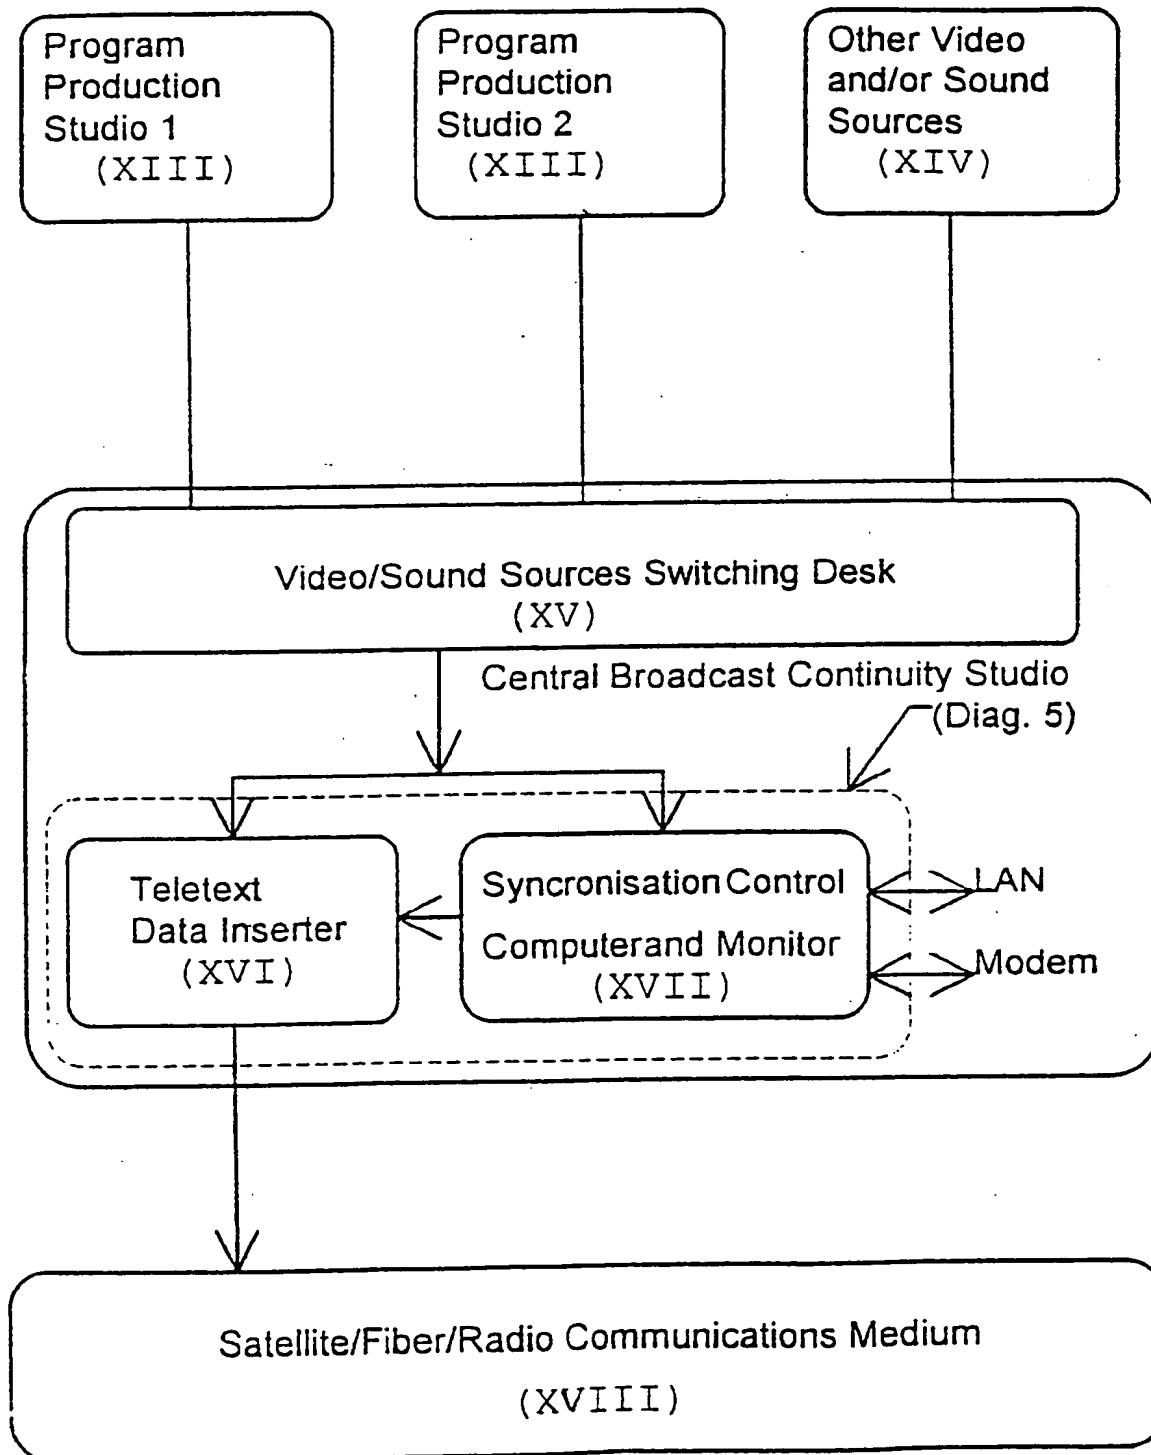 Program
Production
Studio 1
(XIII)
Program
Production
Studio 2
(XIII)
Other Video
and/or Sound
Sources
(XIV)
Video/Sound Sources Switching Desk
(XV)
Central Broadcast Continuity Studio
(Diag. 5)
Teletext
Data Inserter
(XVI)
Syncronisation Control
Computerand Monitor
(XVII)
LAN
Modem
Satellite/Fiber/Radio Communications Medium
(XVIII)